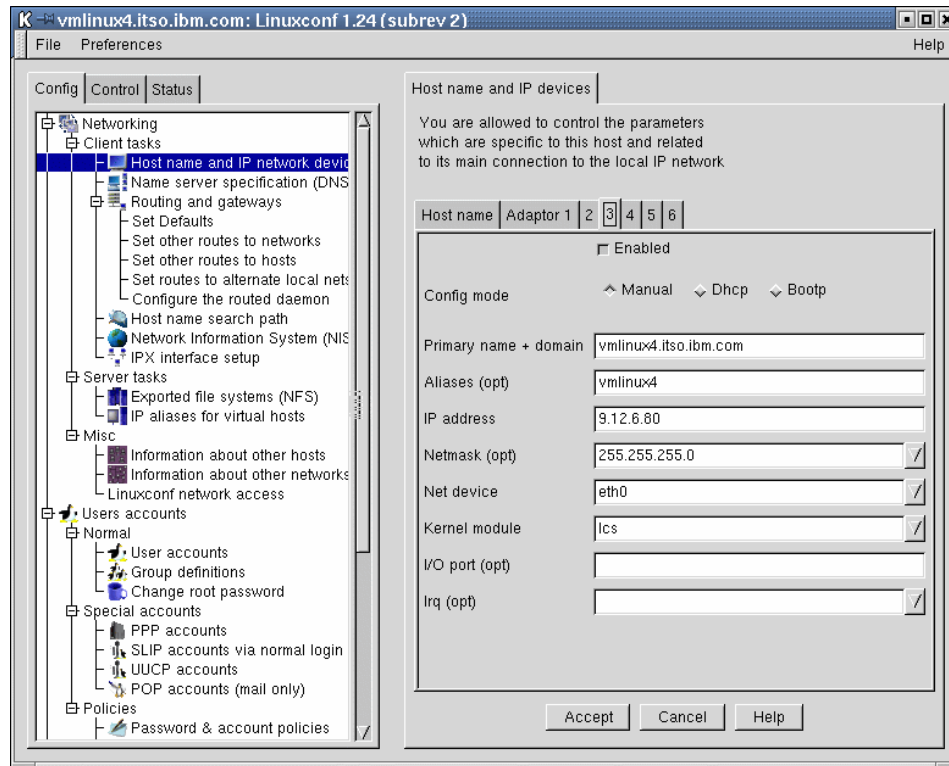 vmlinux4.itso.ibm.com: Linuxconf 1.24 (subrev 2)
File Preferences Help
Config Control Status
Networking
Client tasks
Host name and IP network devic
Name server specification (DNS
Routing and gateways
Set Defaults
Set other routes to networks
Set other routes to hosts
Set routes to alternate local nets
Configure the routed daemon
Host name search path
Network Information System (NIS
IPX interface setup
Server tasks
Exported file systems (NFS)
IP aliases for virtual hosts
Misc
Information about other hosts
Information about other networks
Linuxconf network access
Users accounts
Normal
User accounts
Group definitions
Change root password
Special accounts
PPP accounts
SLIP accounts via normal login
UUCP accounts
POP accounts (mail only)
Policies
Password & account policies
Host name and IP devices
You are allowed to control the parameters
which are specific to this host and related
to its main connection to the local IP network
Host name Adaptor 1 2 3 4 5 6
Enabled
Config mode Manual Dhcp Bootp
Primary name + domain vmlinux4.itso.ibm.com
Aliases (opt) vmlinux4
IP address 9.12.6.80
Netmask (opt) 255.255.255.0
Net device eth0
Kernel module lcs
I/O port (opt)
Irq (opt)
Accept Cancel Help